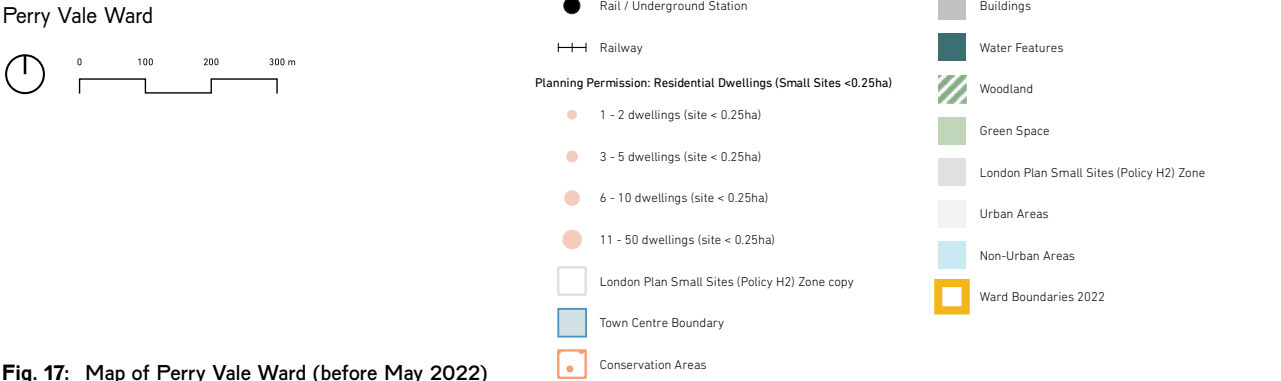 Perry Vale Ward
0 100 200 300 m
Fig. 17: Map of Perry Vale Ward (before May 2022)
Rail / Underground Station
Railway
Planning Permission: Residential Dwellings (Small Sites <0.25ha)
1 - 2 dwellings (site < 0.25ha)
3 - 5 dwellings (site < 0.25ha)
6 - 10 dwellings (site < 0.25ha)
11 - 50 dwellings (site < 0.25ha)
London Plan Small Sites (Policy H2) Zone copy
Town Centre Boundary
Conservation Areas
Buildings
Water Features
Woodland
Green Space
London Plan Small Sites (Policy H2) Zone
Urban Areas
Non-Urban Areas
Ward Boundaries 2022